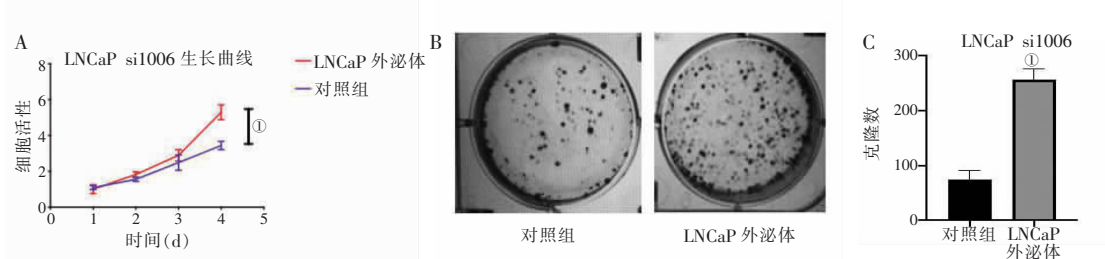 A
LNCaP si1006 生长曲线
8
6
4
2
0
细胞活性
0 1 2 3 4 5
时间(d)
LNCaP 外泌体
对照组
①
B
对照组 LNCaP 外泌体
C
LNCaP si1006
①
300
200
100
0
克隆数
对照组 LNCaP
外泌体